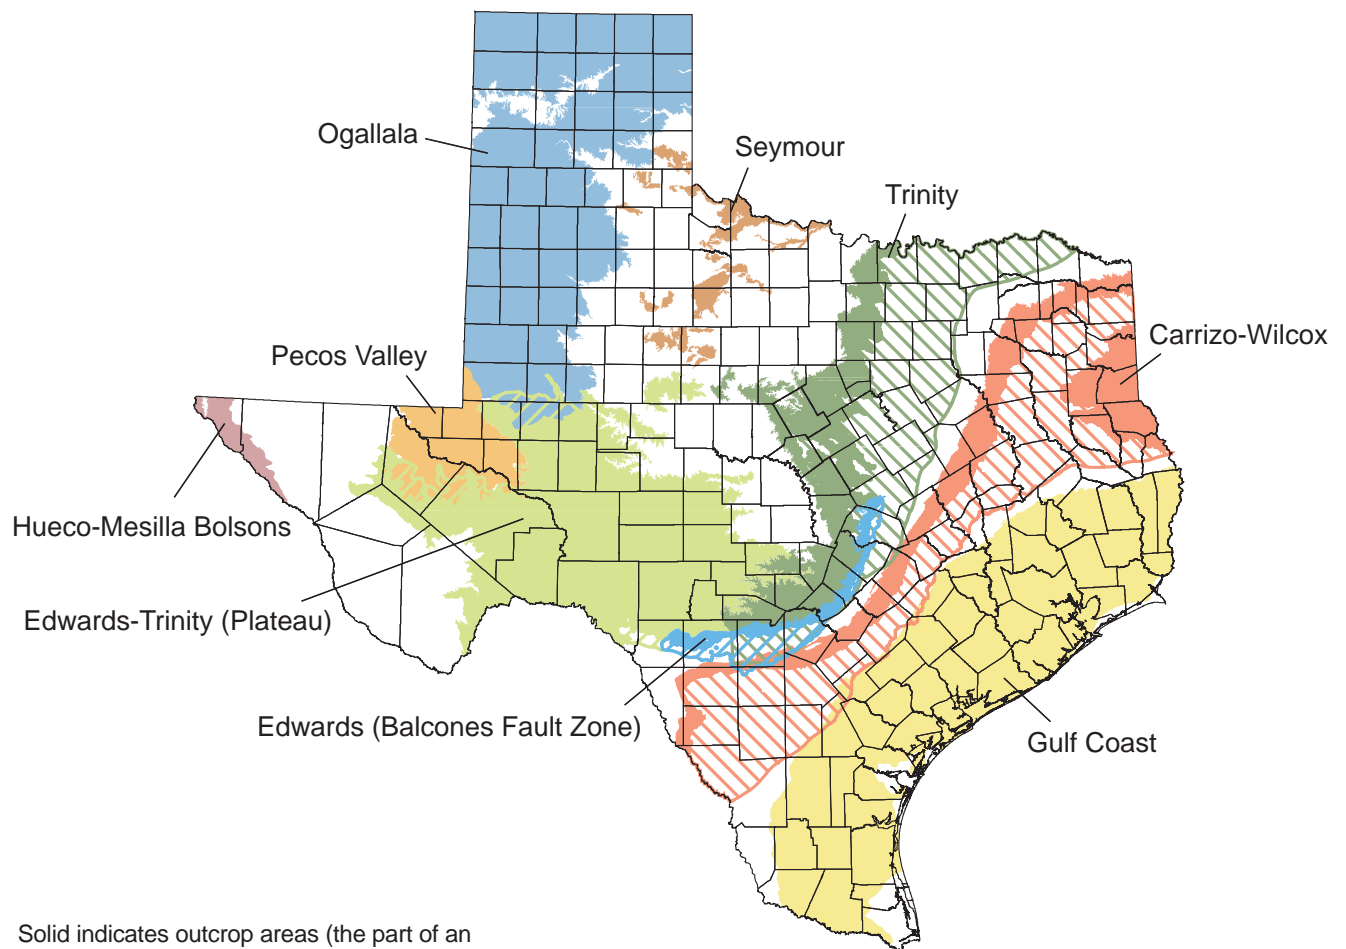 Ogallala
Seymour
Trinity
Carrizo-Wilcox
Pecos Valley
Hueco-Mesilla Bolsons
Edwards-Trinity (Plateau)
Edwards (Balcones Fault Zone)
Gulf Coast
Solid indicates outcrop areas (the part of an